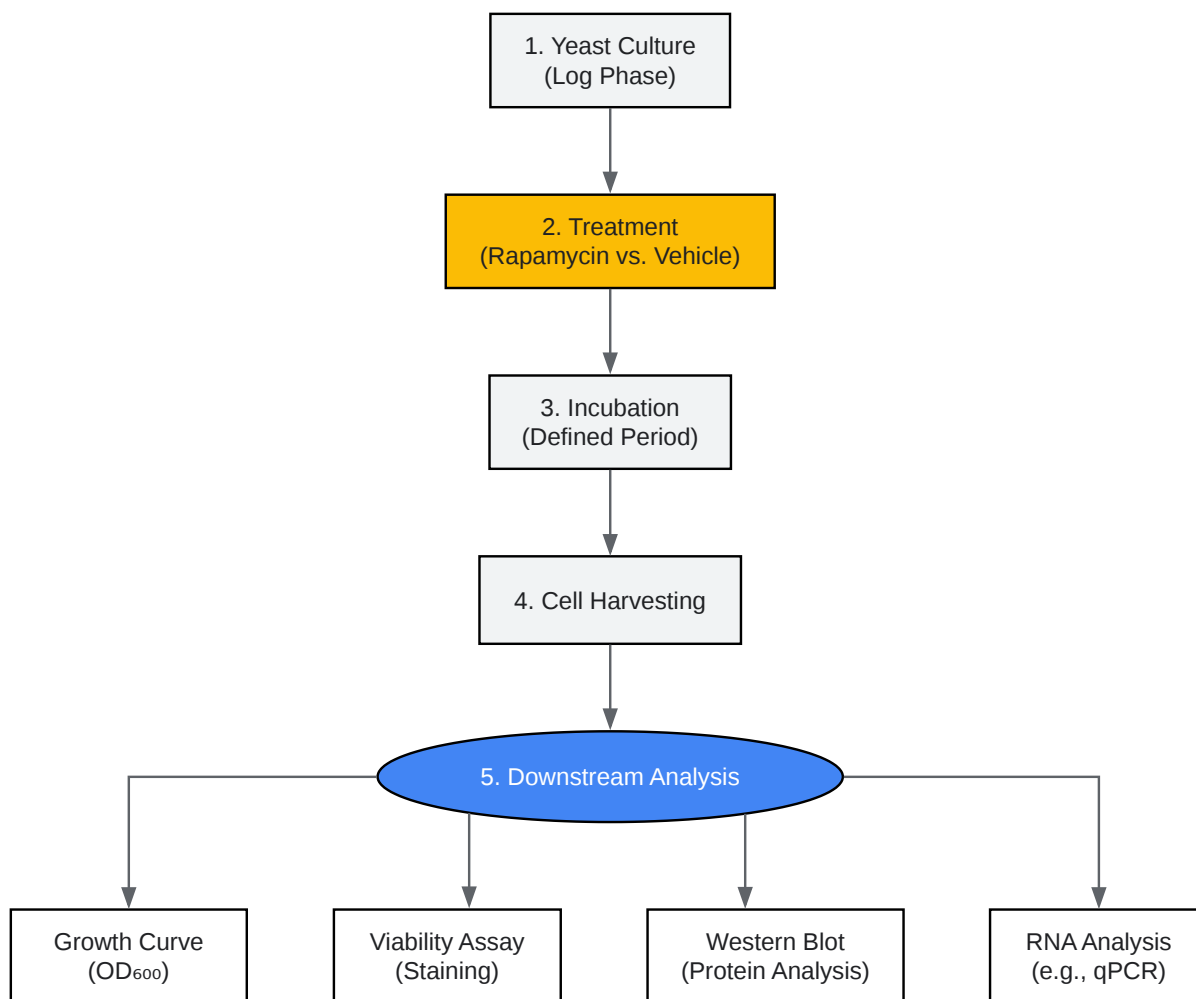 1. Yeast Culture
(Log Phase)
2. Treatment
(Rapamycin vs. Vehicle)
3. Incubation
(Defined Period)
4. Cell Harvesting
5. Downstream Analysis
Growth Curve
(OD₆₀₀)
Viability Assay
(Staining)
Western Blot
(Protein Analysis)
RNA Analysis
(e.g., qPCR)